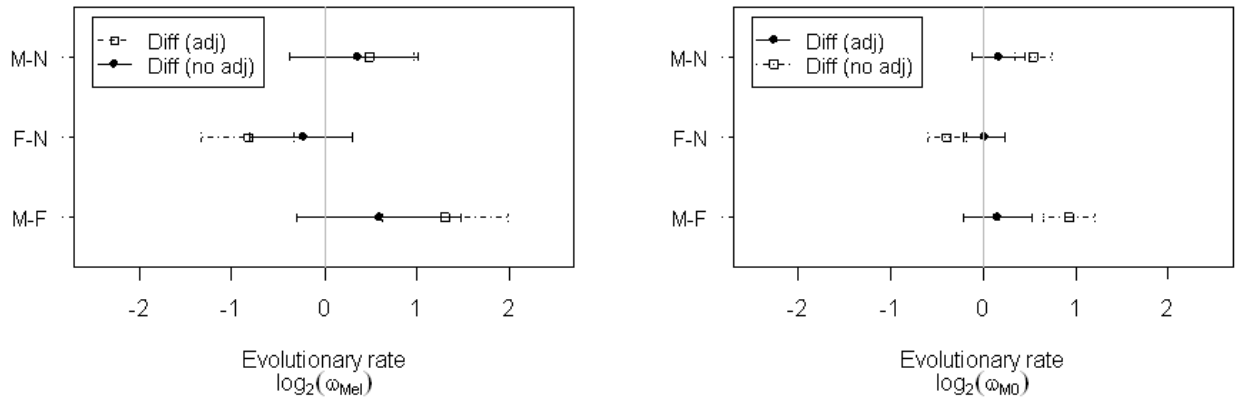 Diff (adj)
Diff (no adj)
M-N
F-N
M-F
-2 -1 0 1 2
Evolutionary rate
log₂(ωMel)
Diff (adj)
Diff (no adj)
M-N
F-N
M-F
-2 -1 0 1 2
Evolutionary rate
log₂(ωM0)